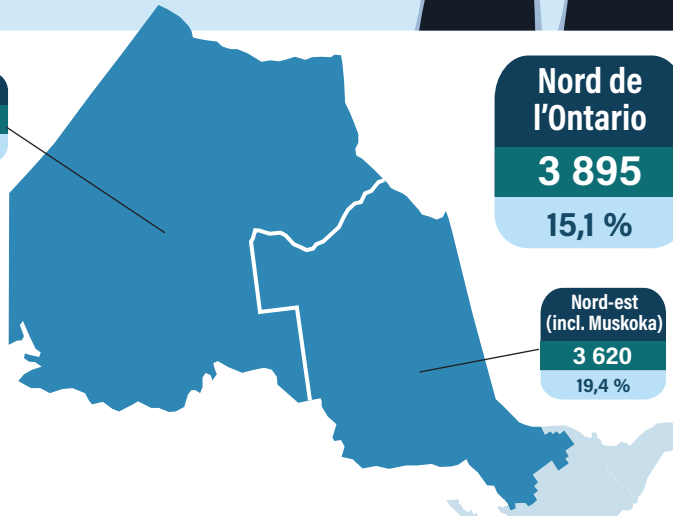 Nord de
l'Ontario
3 895
15,1 %
Nord-est
(incl. Muskoka)
3 620
19,4 %